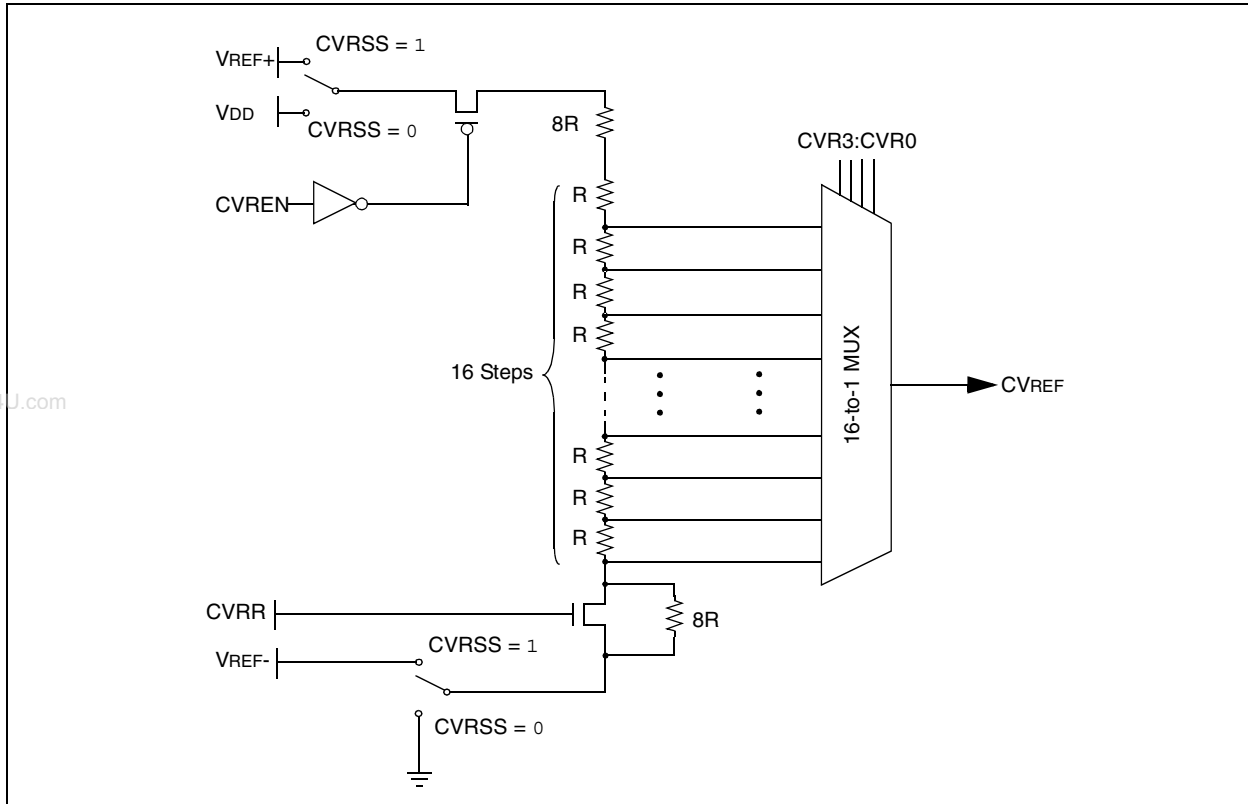 CVRSS = 1
VREF+
VDD
CVRSS = 0
8R
CVR3:CVR0
CVREN
R
R
R
R
16 Steps
16-to-1 MUX
CVREF
R
R
R
CVRR
8R
CVRSS = 1
VREF-
CVRSS = 0
U.com